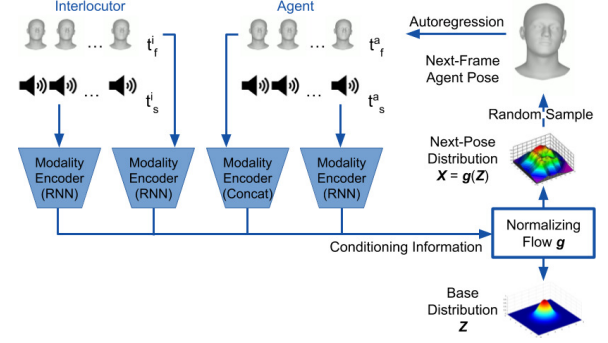 Interlocutor
Agent
Autoregression
... t^i_f
... t^a_f
Next-Frame
Agent Pose
... t^i_s
... t^a_s
Random Sample
Next-Pose
Distribution
X = g(Z)
Modality
Encoder
(RNN)
Modality
Encoder
(RNN)
Modality
Encoder
(Concat)
Modality
Encoder
(RNN)
Normalizing
Flow g
Conditioning Information
Base
Distribution
Z